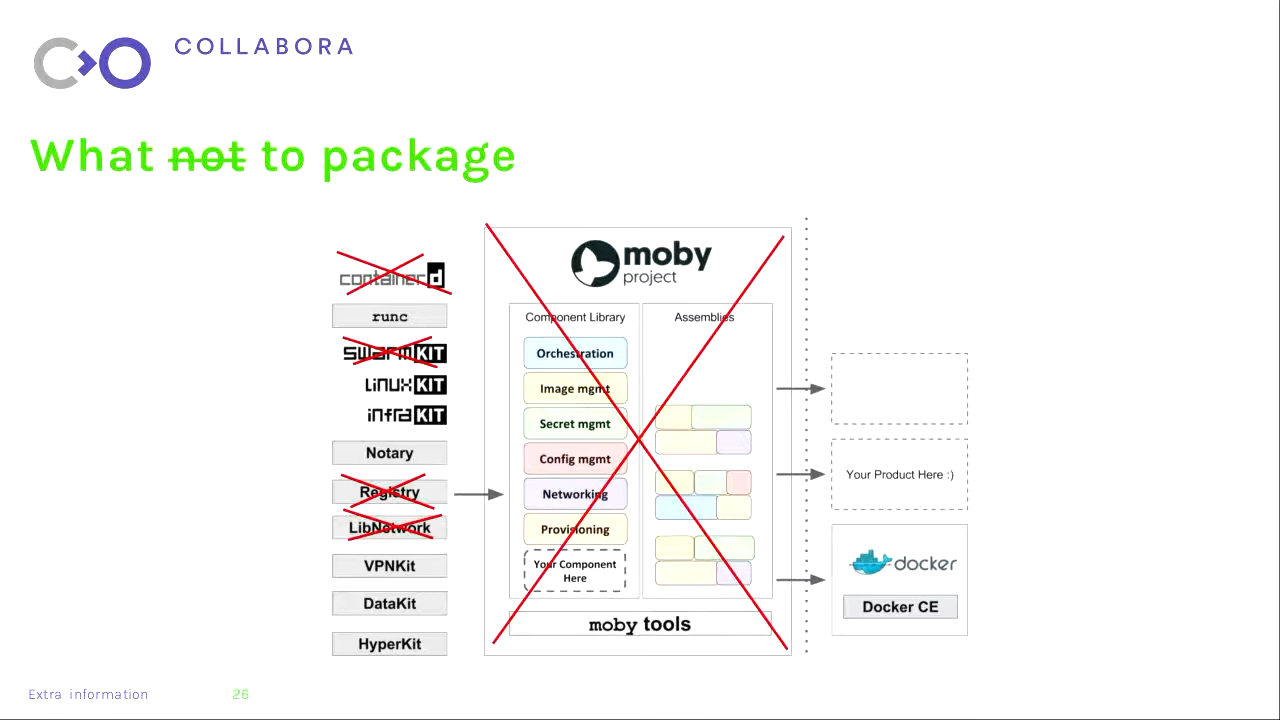 COLLABORA
What not to package
containerd
runc
SWARMKIT
LINUXKIT
infraKIT
Notary
Registry
LibNetwork
VPNKit
DataKit
HyperKit
moby
project
Component Library
Orchestration
Image mgmt
Secret mgmt
Config mgmt
Networking
Provisioning
Your Component
Here
Assemblies
moby tools
Your Product Here :)
docker
Docker CE
Extra information
26